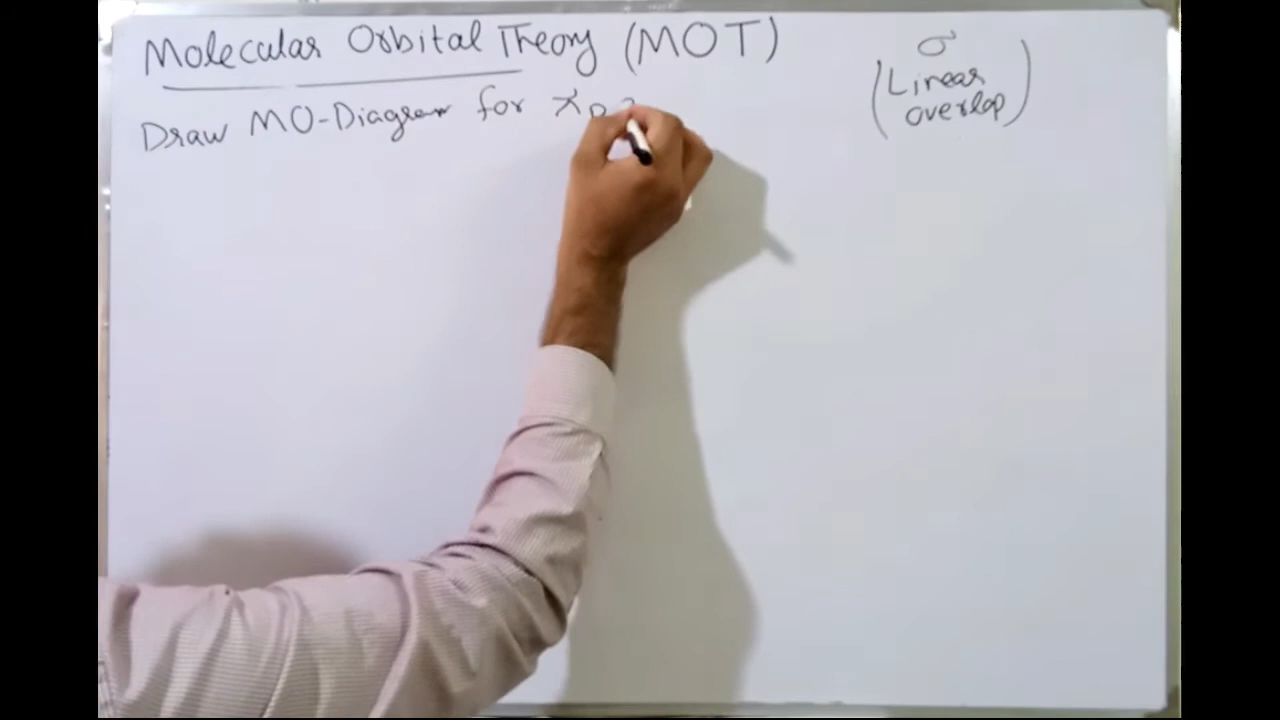 Molecular Orbital Theory (MOT)
Draw MO-Diagram for
σ
(Linear
overlap)